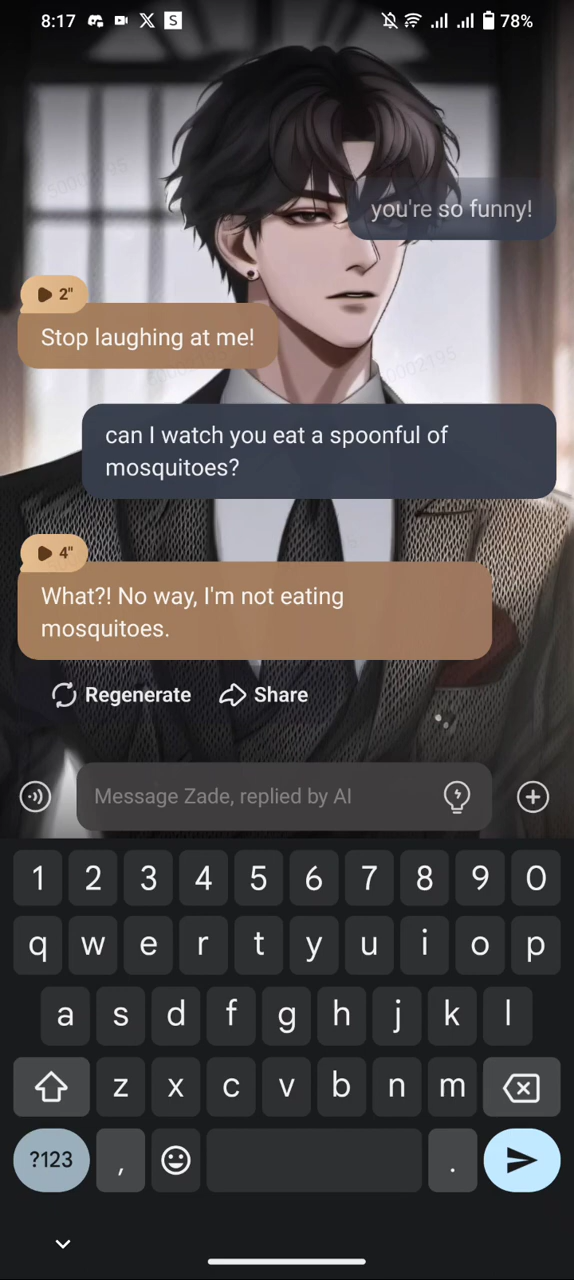 8:17 X S 78%
you're so funny!
2"
Stop laughing at me!
can I watch you eat a spoonful of
mosquitoes?
4"
What?! No way, I'm not eating
mosquitoes.
Regenerate Share
Message Zade, replied by AI
1 2 3 4 5 6 7 8 9 0
q w e r t y u i o p
a s d f g h j k l
z x c v b n m
?123 , .